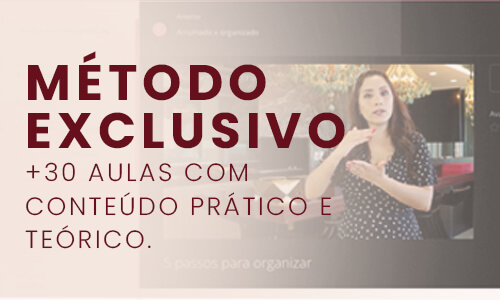 MÉTODO
EXCLUSIVO
+30 AULAS COM
CONTEÚDO PRÁTICO E
TEÓRICO.
5 passos para organizar